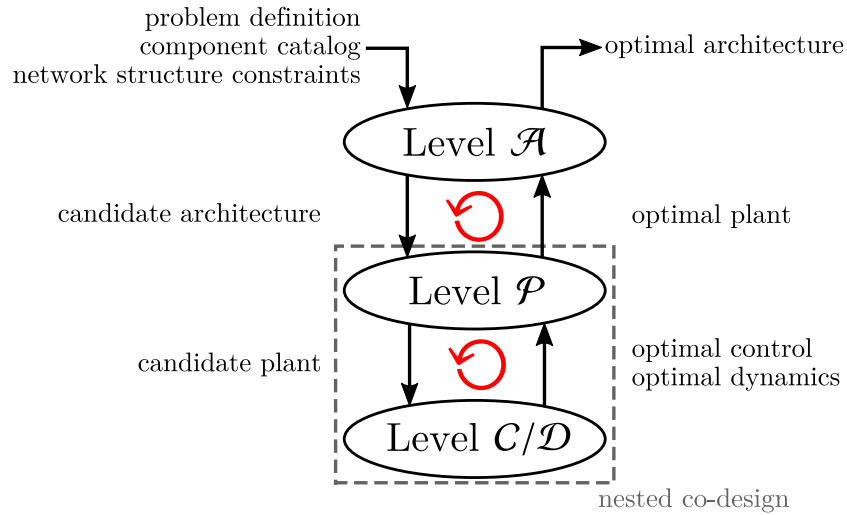 problem definition
component catalog
network structure constraints
optimal architecture
Level 𝒜
candidate architecture
optimal plant
Level 𝒫
candidate plant
optimal control
optimal dynamics
Level 𝒞/𝒟
nested co-design